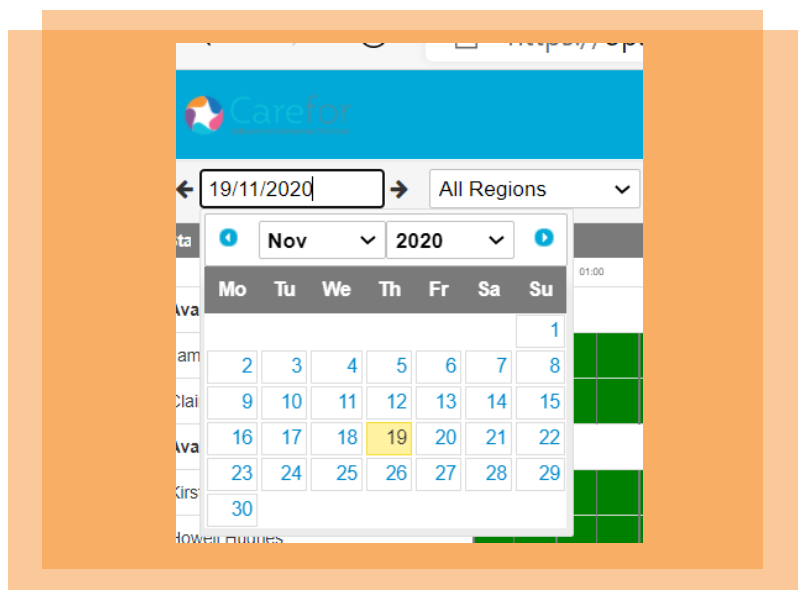 Carefor
19/11/2020 All Regions
Nov 2020
01:00
Mo Tu We Th Fr Sa Su
1
2 3 4 5 6 7 8
9 10 11 12 13 14 15
16 17 18 19 20 21 22
23 24 25 26 27 28 29
30